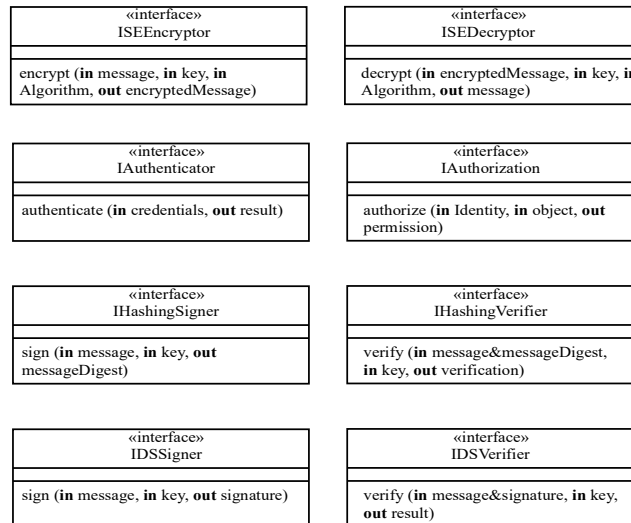 «interface»
ISEEncryptor
encrypt (in message, in key, in
Algorithm, out encryptedMessage)
«interface»
ISEDecryptor
decrypt (in encryptedMessage, in key, in
Algorithm, out message)
«interface»
IAuthenticator
authenticate (in credentials, out result)
«interface»
IAuthorization
authorize (in Identity, in object, out
permission)
«interface»
IHashingSigner
sign (in message, in key, out
messageDigest)
«interface»
IHashingVerifier
verify (in message&messageDigest,
in key, out verification)
«interface»
IDSSigner
sign (in message, in key, out signature)
«interface»
IDSVerifier
verify (in message&signature, in key,
out result)